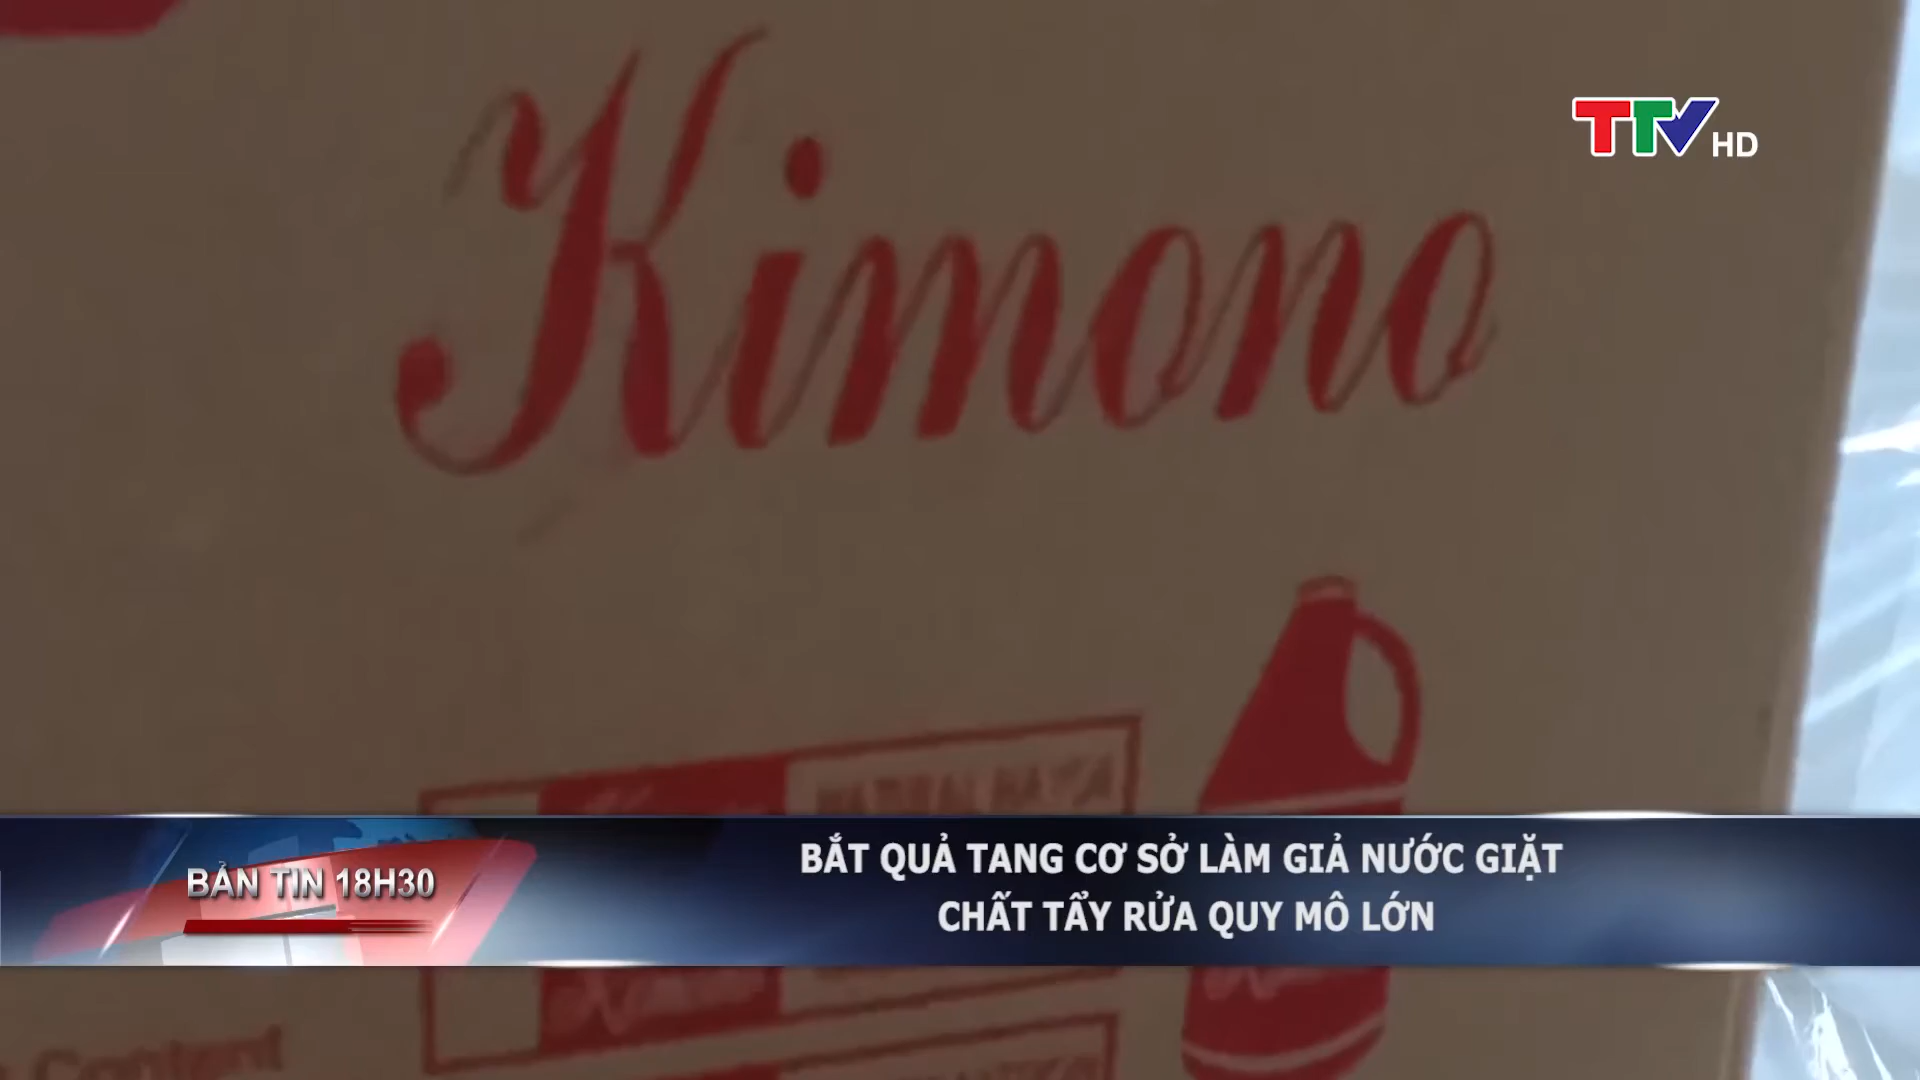 Kimono
TTV HD
BẮT QUẢ TANG CƠ SỞ LÀM GIẢ NƯỚC GIẶT
BẢN TIN 18H30
CHẤT TẨY RỬA QUY MÔ LỚN
Content